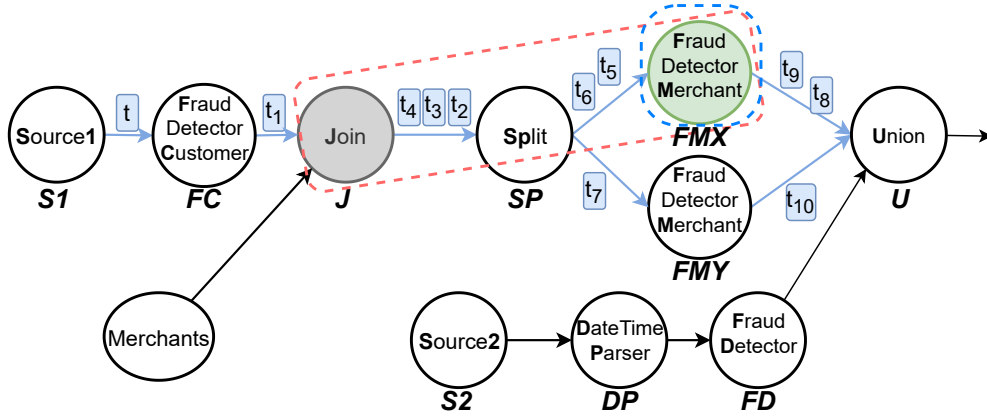 Source1
S1
t
Fraud
Detector
Customer
FC
t1
Join
J
t4 t3 t2
Split
SP
t6 t5
Fraud
Detector
Merchant
FMX
t9 t8
t7
Fraud
Detector
Merchant
FMY
t10
Union
U
Merchants
Source2
S2
DateTime
Parser
DP
Fraud
Detector
FD